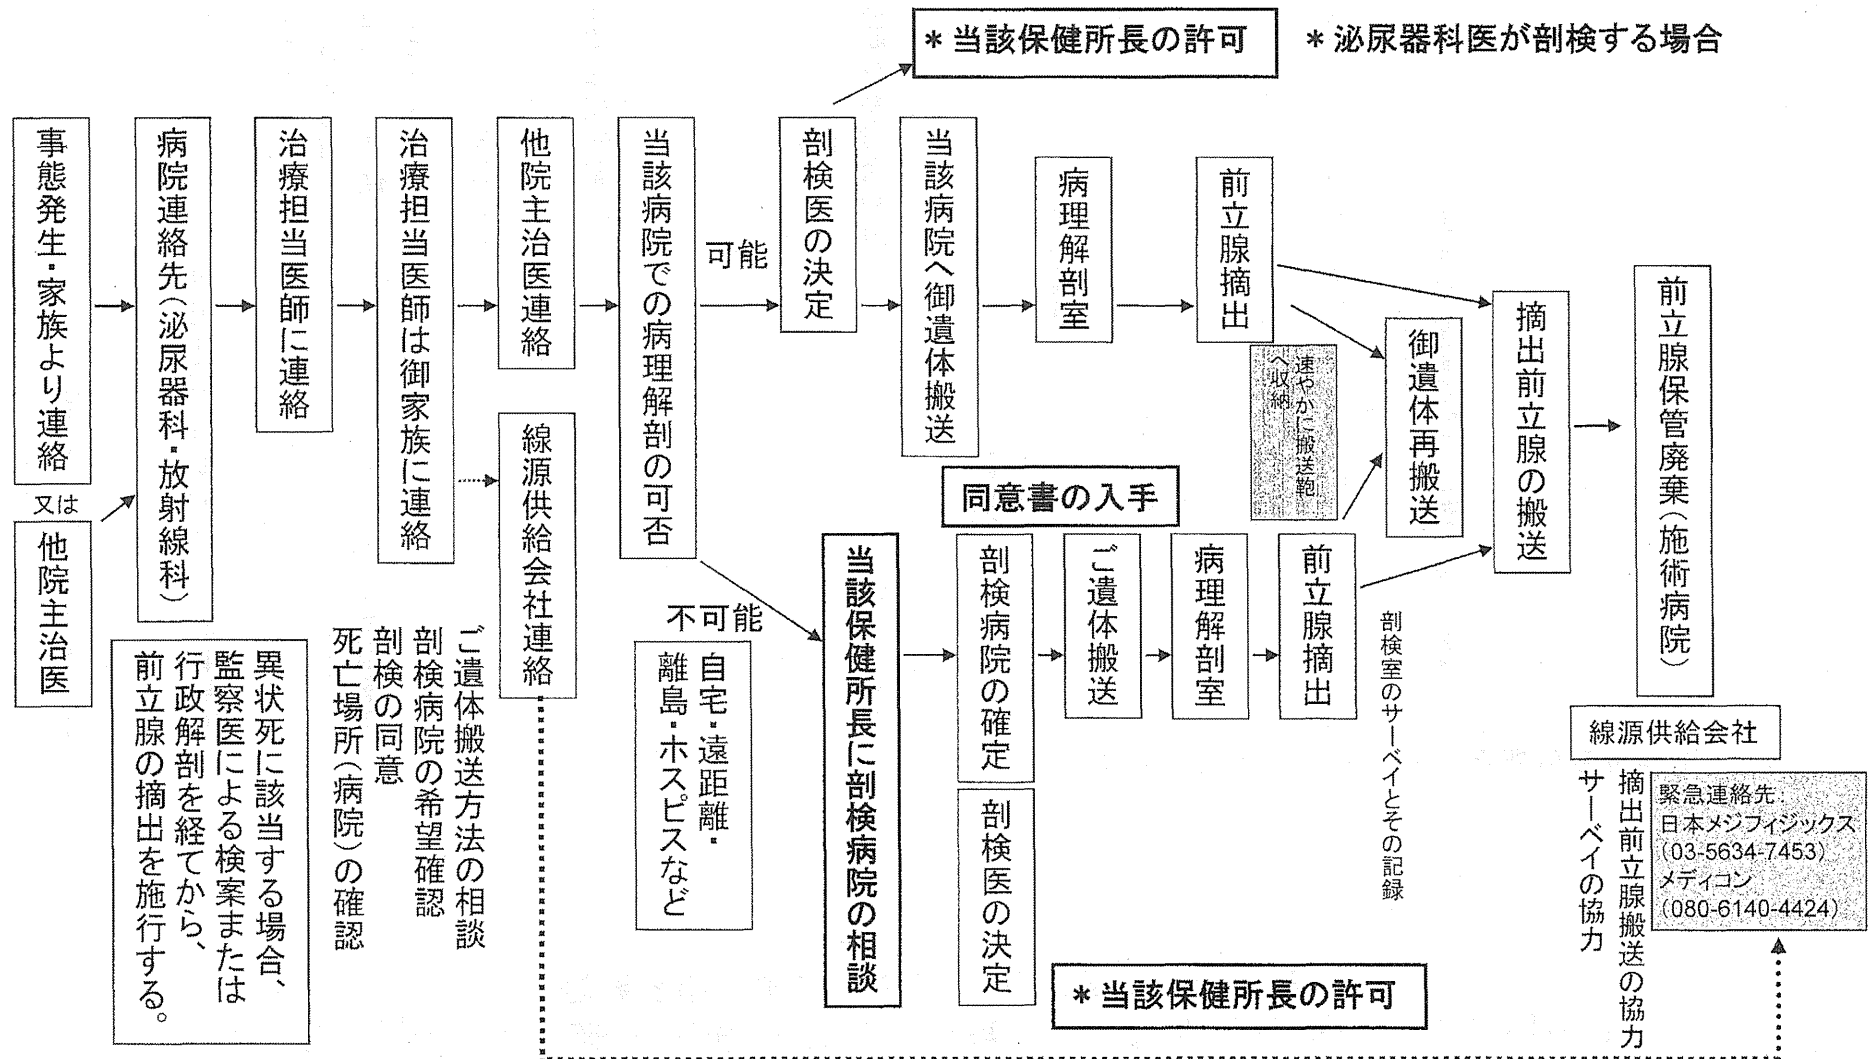 ＊当該保健所長の許可
＊泌尿器科医が剖検する場合
事態発生・家族より連絡
又は
他院主治医
病院連絡先（泌尿器科・放射線科）
治療担当医師に連絡
治療担当医師は御家族に連絡
他院主治医連絡
線源供給会社連絡
当該病院での病理解剖の可否
可能
剖検医の決定
当該病院へ御遺体搬送
病理解剖室
前立腺摘出
速やかに搬送鞄
へ収納
御遺体再搬送
摘出前立腺の搬送
前立腺保管廃棄（施術病院）
同意書の入手
不可能
自宅・遠距離・
離島・ホスピスなど
当該保健所長に剖検病院の相談
剖検病院の確定
剖検医の決定
ご遺体搬送
病理解剖室
前立腺摘出
剖検室のサーベイとその記録
＊当該保健所長の許可
ご遺体搬送方法の相談
剖検病院の希望確認
剖検の同意
死亡場所（病院）の確認
異状死に該当する場合、
監察医による検案または
行政解剖を経てから、
前立腺の摘出を施行する。
線源供給会社
摘出前立腺搬送の協力
サーベイの協力
緊急連絡先：
日本メジフィジックス
（03-5634-7453）
メディコン
（080-6140-4424）